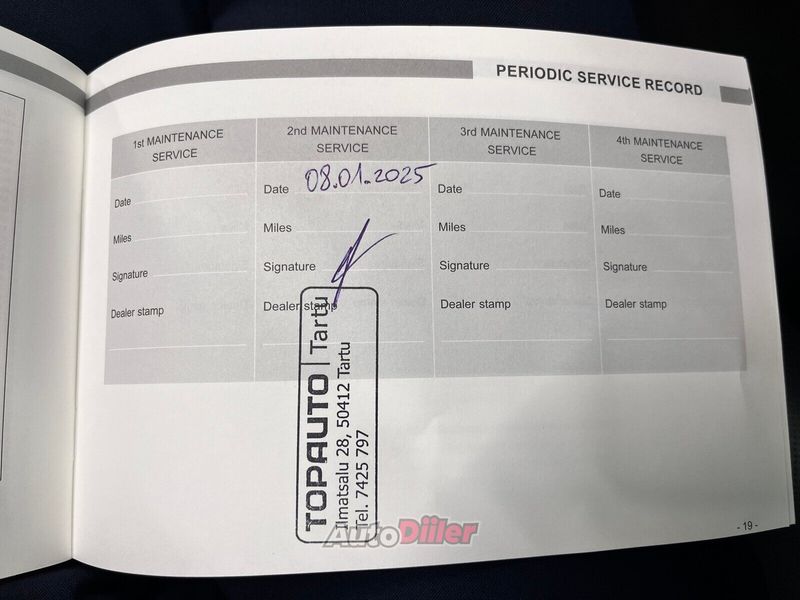 PERIODIC SERVICE RECORD
1st MAINTENANCE
SERVICE
Date
Miles
Signature
Dealer stamp
2nd MAINTENANCE
SERVICE
Date 08.01.2025
Miles
Signature
Dealer stamp
TOPAUTO | Tartu
Ilmatsalu 28, 50412 Tartu
Tel. 7425 797
3rd MAINTENANCE
SERVICE
Date
Miles
Signature
Dealer stamp
4th MAINTENANCE
SERVICE
Date
Miles
Signature
Dealer stamp
- 19 -
AutoDiiler